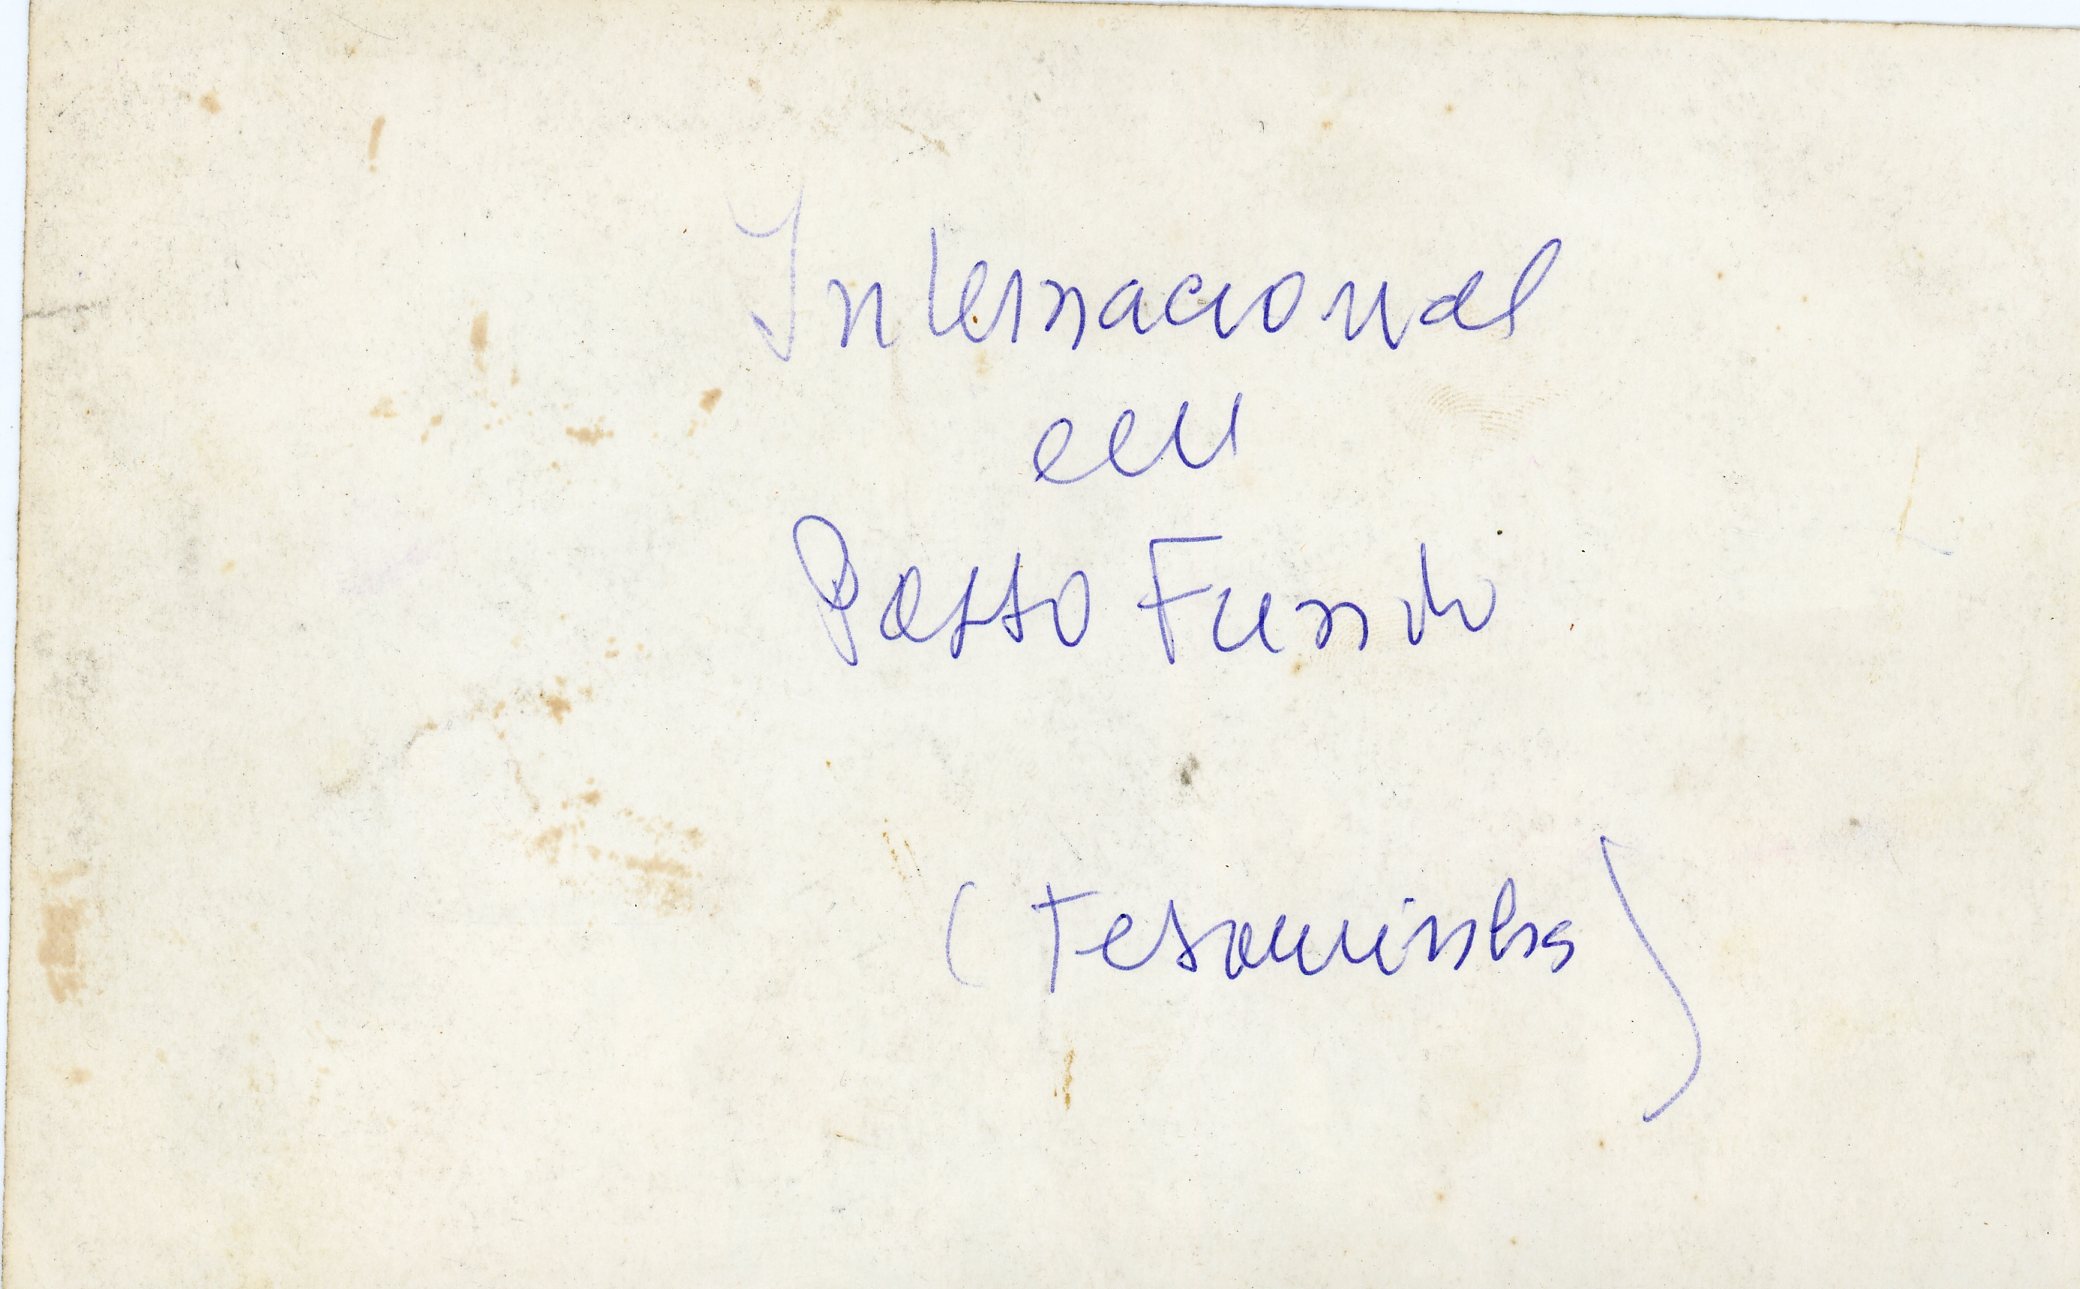 Internacional
em
Passo Fundo
(Tesourinha)